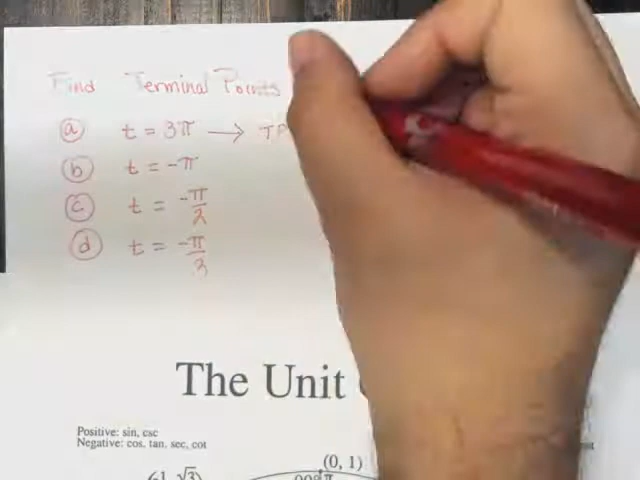 Find Terminal Points
(a) t = 3π → TP
(b) t = -π
(c) t = -π/2
(d) t = -π/3
The Unit
Positive: sin, csc
Negative: cos, tan, sec, cot
(0, 1)